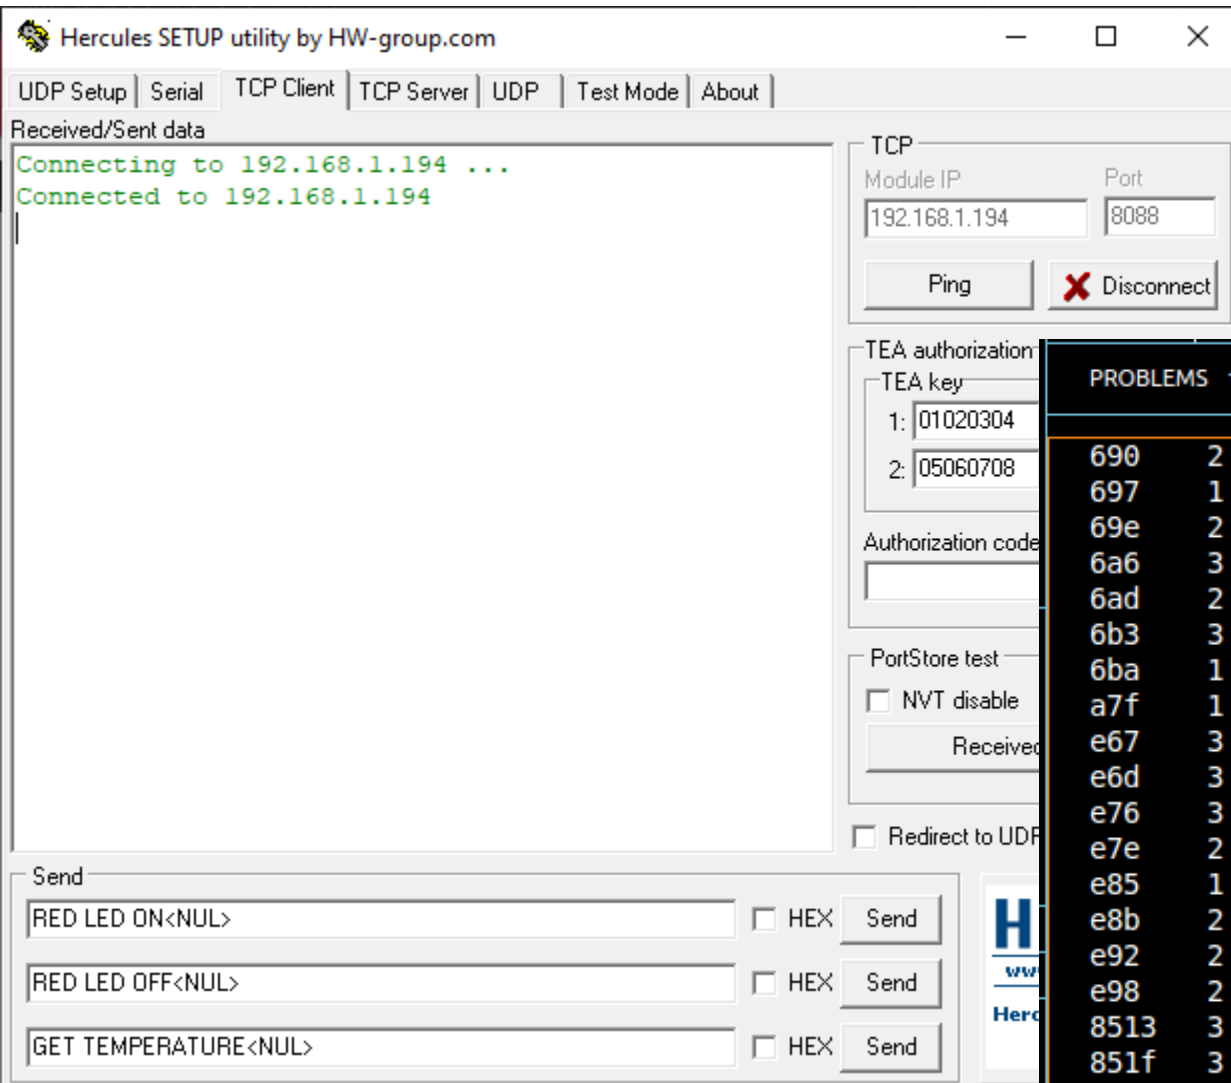 Hercules SETUP utility by HW-group.com
UDP Setup Serial TCP Client TCP Server UDP Test Mode About
Received/Sent data
Connecting to 192.168.1.194 ...
Connected to 192.168.1.194
TCP
Module IP Port
192.168.1.194 8088
Ping Disconnect
TEA authorization
TEA key
1: 01020304
2: 05060708
Authorization code
PortStore test
NVT disable
Received
Redirect to UDP
Send
RED LED ON<NUL> HEX Send
RED LED OFF<NUL> HEX Send
GET TEMPERATURE<NUL> HEX Send
H
ww
Herc
PROBLEMS
690 2
697 1
69e 2
6a6 3
6ad 2
6b3 3
6ba 1
a7f 1
e67 3
e6d 3
e76 3
e7e 2
e85 1
e8b 2
e92 2
e98 2
8513 3
851f 3